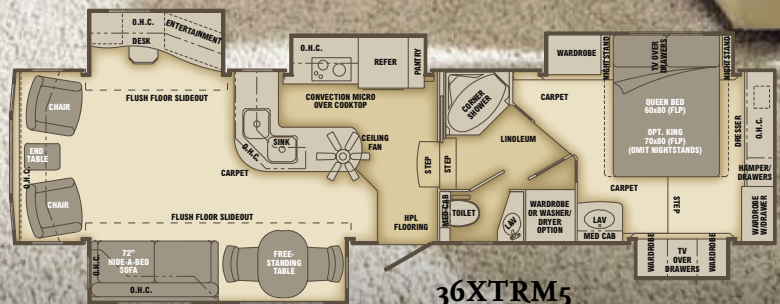 O.H.C.
DESK
ENTERTAINMENT
CHAIR
END
TABLE
O.H.C.
CHAIR
FLUSH FLOOR SLIDEOUT
CARPET
FLUSH FLOOR SLIDEOUT
72"
HIDE-A-BED
SOFA
O.H.C.
O.H.C.
FREE-
STANDING
TABLE
O.H.C.
REFER
PANTRY
CONVECTION MICRO
OVER COOKTOP
SINK
O.H.C.
CEILING
FAN
HPL
FLOORING
STEP
STEP
CORNER
SHOWER
LINOLEUM
MED CAB
TOILET
LAV
WARDROBE
OR WASHER/
DRYER
OPTION
WARDROBE
NIGHTSTAND
TV OVER
DRAWERS
NIGHTSTAND
CARPET
QUEEN BED
60x80 (FLP)
OPT. KING
70x80 (FLP)
(OMIT NIGHTSTANDS)
DRESSER
O.H.C.
HAMPER/
DRAWERS
WARDROBE
W/DRAWER
CARPET
STEP
LAV
MED CAB
WARDROBE
TV
OVER
DRAWERS
WARDROBE
36XTRM5